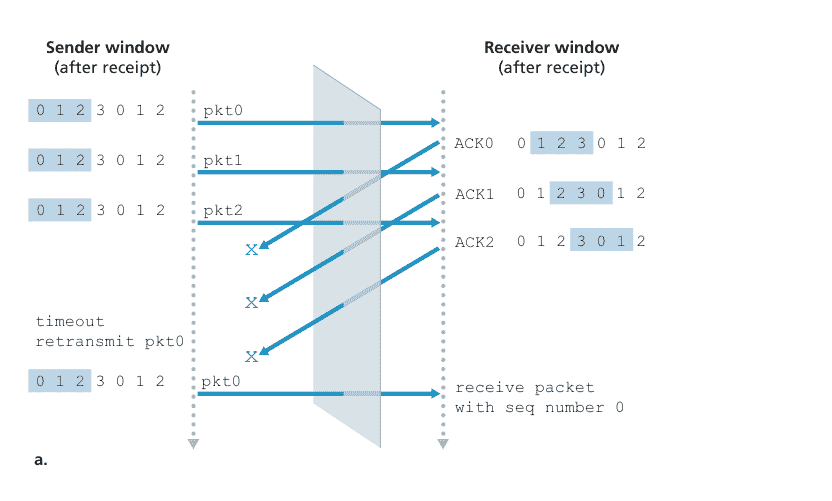 Sender window
(after receipt)
Receiver window
(after receipt)
0 1 2 3 0 1 2
pkt0
ACK0
0 1 2 3 0 1 2
0 1 2 3 0 1 2
pkt1
ACK1
0 1 2 3 0 1 2
0 1 2 3 0 1 2
pkt2
ACK2
0 1 2 3 0 1 2
X
X
X
timeout
retransmit pkt0
0 1 2 3 0 1 2
pkt0
receive packet
with seq number 0
a.